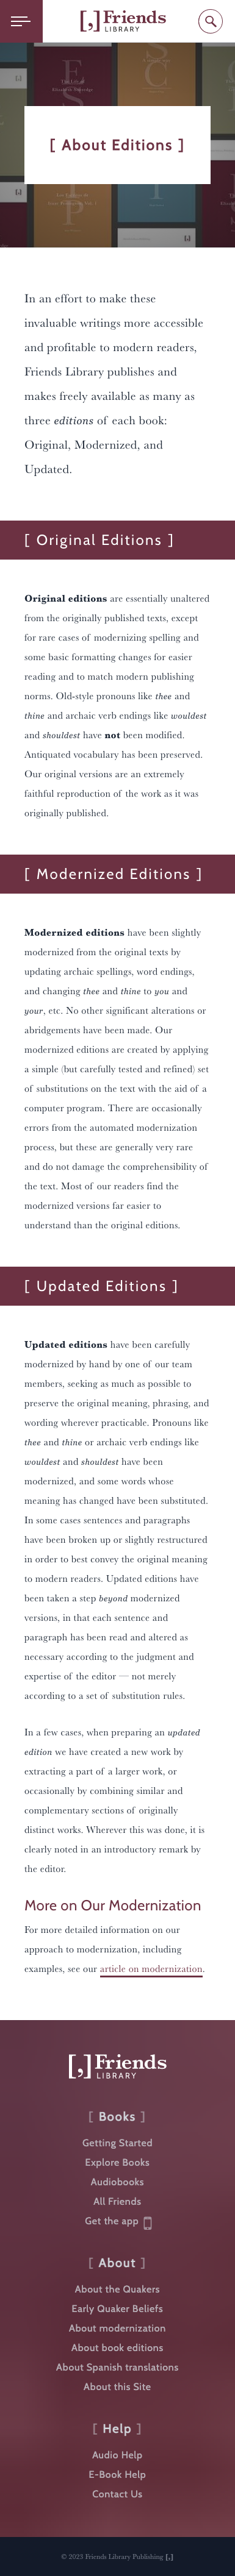 [,] Friends
LIBRARY
[ About Editions ]
In an effort to make these
invaluable writings more accessible
and profitable to modern readers,
Friends Library publishes and
makes freely available as many as
three editions of each book:
Original, Modernized, and
Updated.
[ Original Editions ]
Original editions are essentially unaltered
from the originally published texts, except
for rare cases of modernizing spelling and
some basic formatting changes for easier
reading and to match modern publishing
norms. Old-style pronouns like thee and
thine and archaic verb endings like wouldest
and shouldest have not been modified.
Antiquated vocabulary has been preserved.
Our original versions are an extremely
faithful reproduction of the work as it was
originally published.
[ Modernized Editions ]
Modernized editions have been slightly
modernized from the original texts by
updating archaic spellings, word endings,
and changing thee and thine to you and
your, etc. No other significant alterations or
abridgements have been made. Our
modernized editions are created by applying
a simple (but carefully tested and refined) set
of substitutions on the text with the aid of a
computer program. There are occasionally
errors from the automated modernization
process, but these are generally very rare
and do not damage the comprehensibility of
the text. Most of our readers find the
modernized versions far easier to
understand than the original editions.
[ Updated Editions ]
Updated editions have been carefully
modernized by hand by one of our team
members, seeking as much as possible to
preserve the original meaning, phrasing, and
wording wherever practicable. Pronouns like
thee and thine or archaic verb endings like
wouldest and shouldest have been
modernized, and some words whose
meaning has changed have been substituted.
In some cases sentences and paragraphs
have been broken up or slightly restructured
in order to best convey the original meaning
to modern readers. Updated editions have
been taken a step beyond modernized
versions, in that each sentence and
paragraph has been read and altered as
necessary according to the judgment and
expertise of the editor — not merely
according to a set of substitution rules.
In a few cases, when preparing an updated
edition we have created a new work by
extracting a part of a larger work, or
occasionally by combining similar and
complementary sections of originally
distinct works. Wherever this was done, it is
clearly noted in an introductory remark by
the editor.
More on Our Modernization
For more detailed information on our
approach to modernization, including
examples, see our article on modernization.
[,] Friends
LIBRARY
[ Books ]
Getting Started
Explore Books
Audiobooks
All Friends
Get the app
[ About ]
About the Quakers
Early Quaker Beliefs
About modernization
About book editions
About Spanish translations
About this Site
[ Help ]
Audio Help
E-Book Help
Contact Us
© 2023 Friends Library Publishing [,]